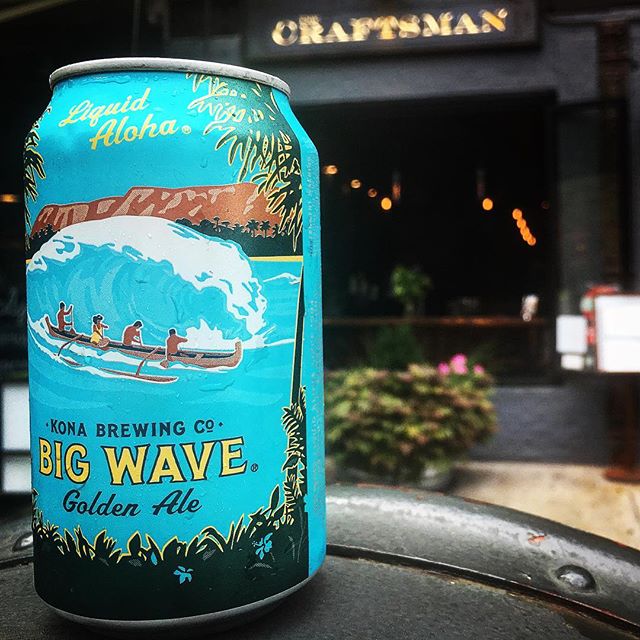 THE
CRAFTSMAN
Liquid
Aloha®
· KONA BREWING Cº ·
BIG WAVE®
Golden Ale